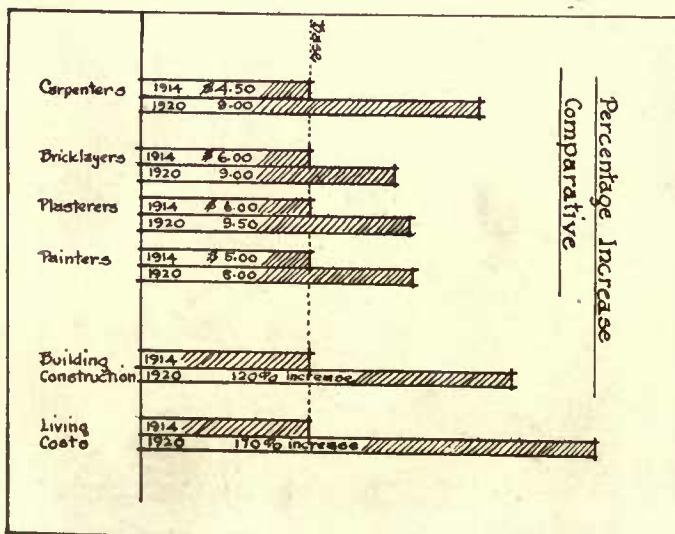 Base
Percentage Increase
Comparative
Carpenters 1914 $4.50
1920 9.00
Bricklayers 1914 $6.00
1920 9.00
Plasterers 1914 $6.00
1920 9.50
Painters 1914 $5.00
1920 8.00
Building 1914
Construction 1920 120% increase
Living 1914
Costs 1920 170% increase